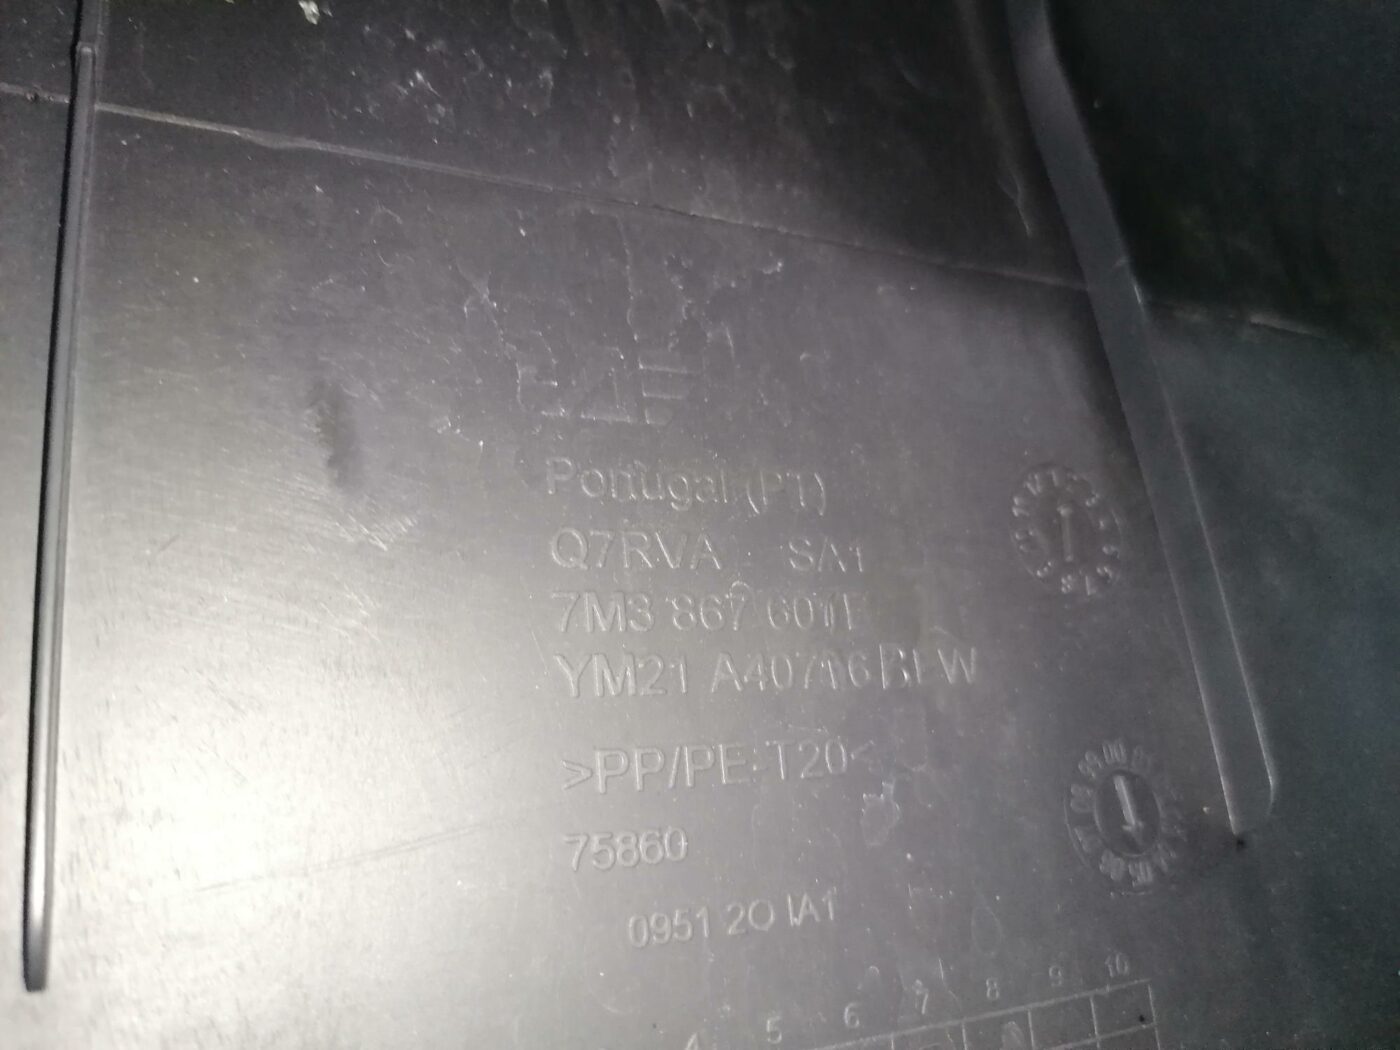 Portugal (PT)
Q7RVA SA1
7M3 867 601
YM21 A40716
>PP/PE:T20<
75860
0951 2O IA1
4 5 6 7 8 9 10